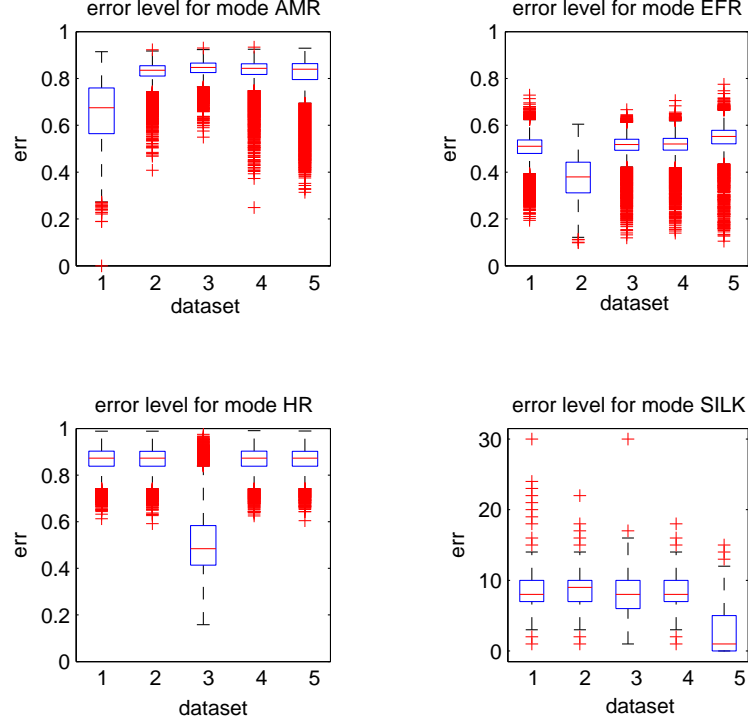 error level for mode AMR
1
0.8
0.6
0.4
0.2
0
err
1 2 3 4 5
dataset
error level for mode EFR
1
0.8
0.6
0.4
0.2
0
err
1 2 3 4 5
dataset
error level for mode HR
1
0.8
0.6
0.4
0.2
0
err
1 2 3 4 5
dataset
error level for mode SILK
30
20
10
0
err
1 2 3 4 5
dataset